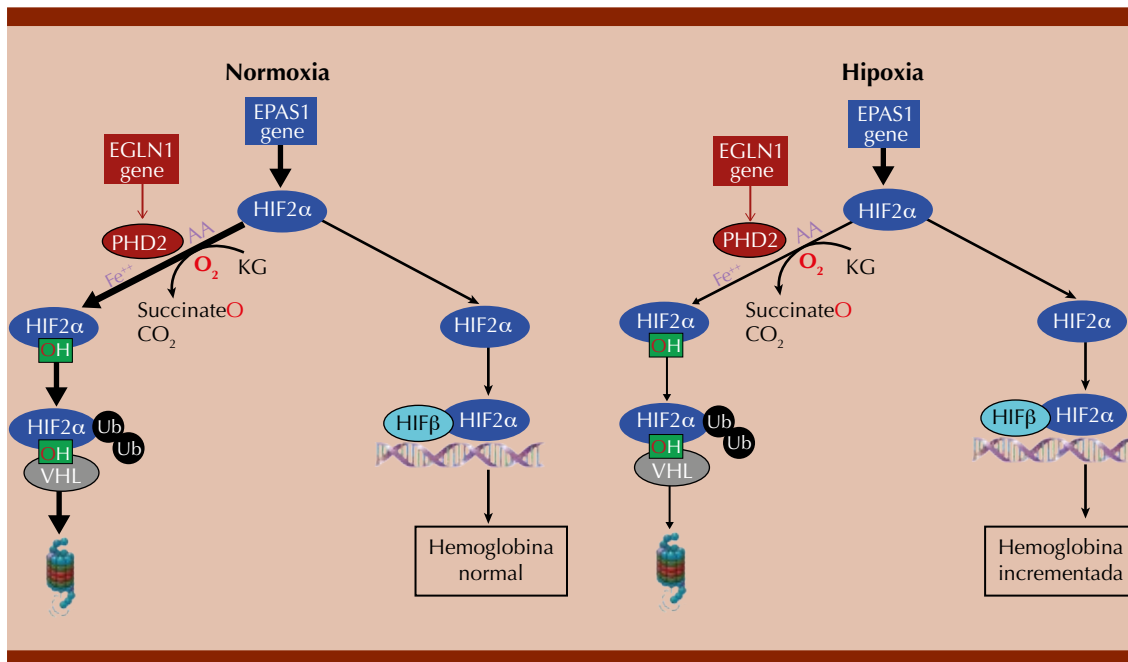 Normoxia
EPAS1
gene
EGLN1
gene
HIF2α
PHD2
AA
Fe⁺⁺
O₂
KG
SuccinateO
CO₂
HIF2α
OH
HIF2α
Ub
Ub
OH
VHL
HIF2α
HIFβ
HIF2α
Hemoglobina
normal
Hipoxia
EPAS1
gene
EGLN1
gene
HIF2α
PHD2
AA
Fe⁺⁺
O₂
KG
SuccinateO
CO₂
HIF2α
OH
HIF2α
Ub
Ub
OH
VHL
HIF2α
HIFβ
HIF2α
Hemoglobina
incrementada